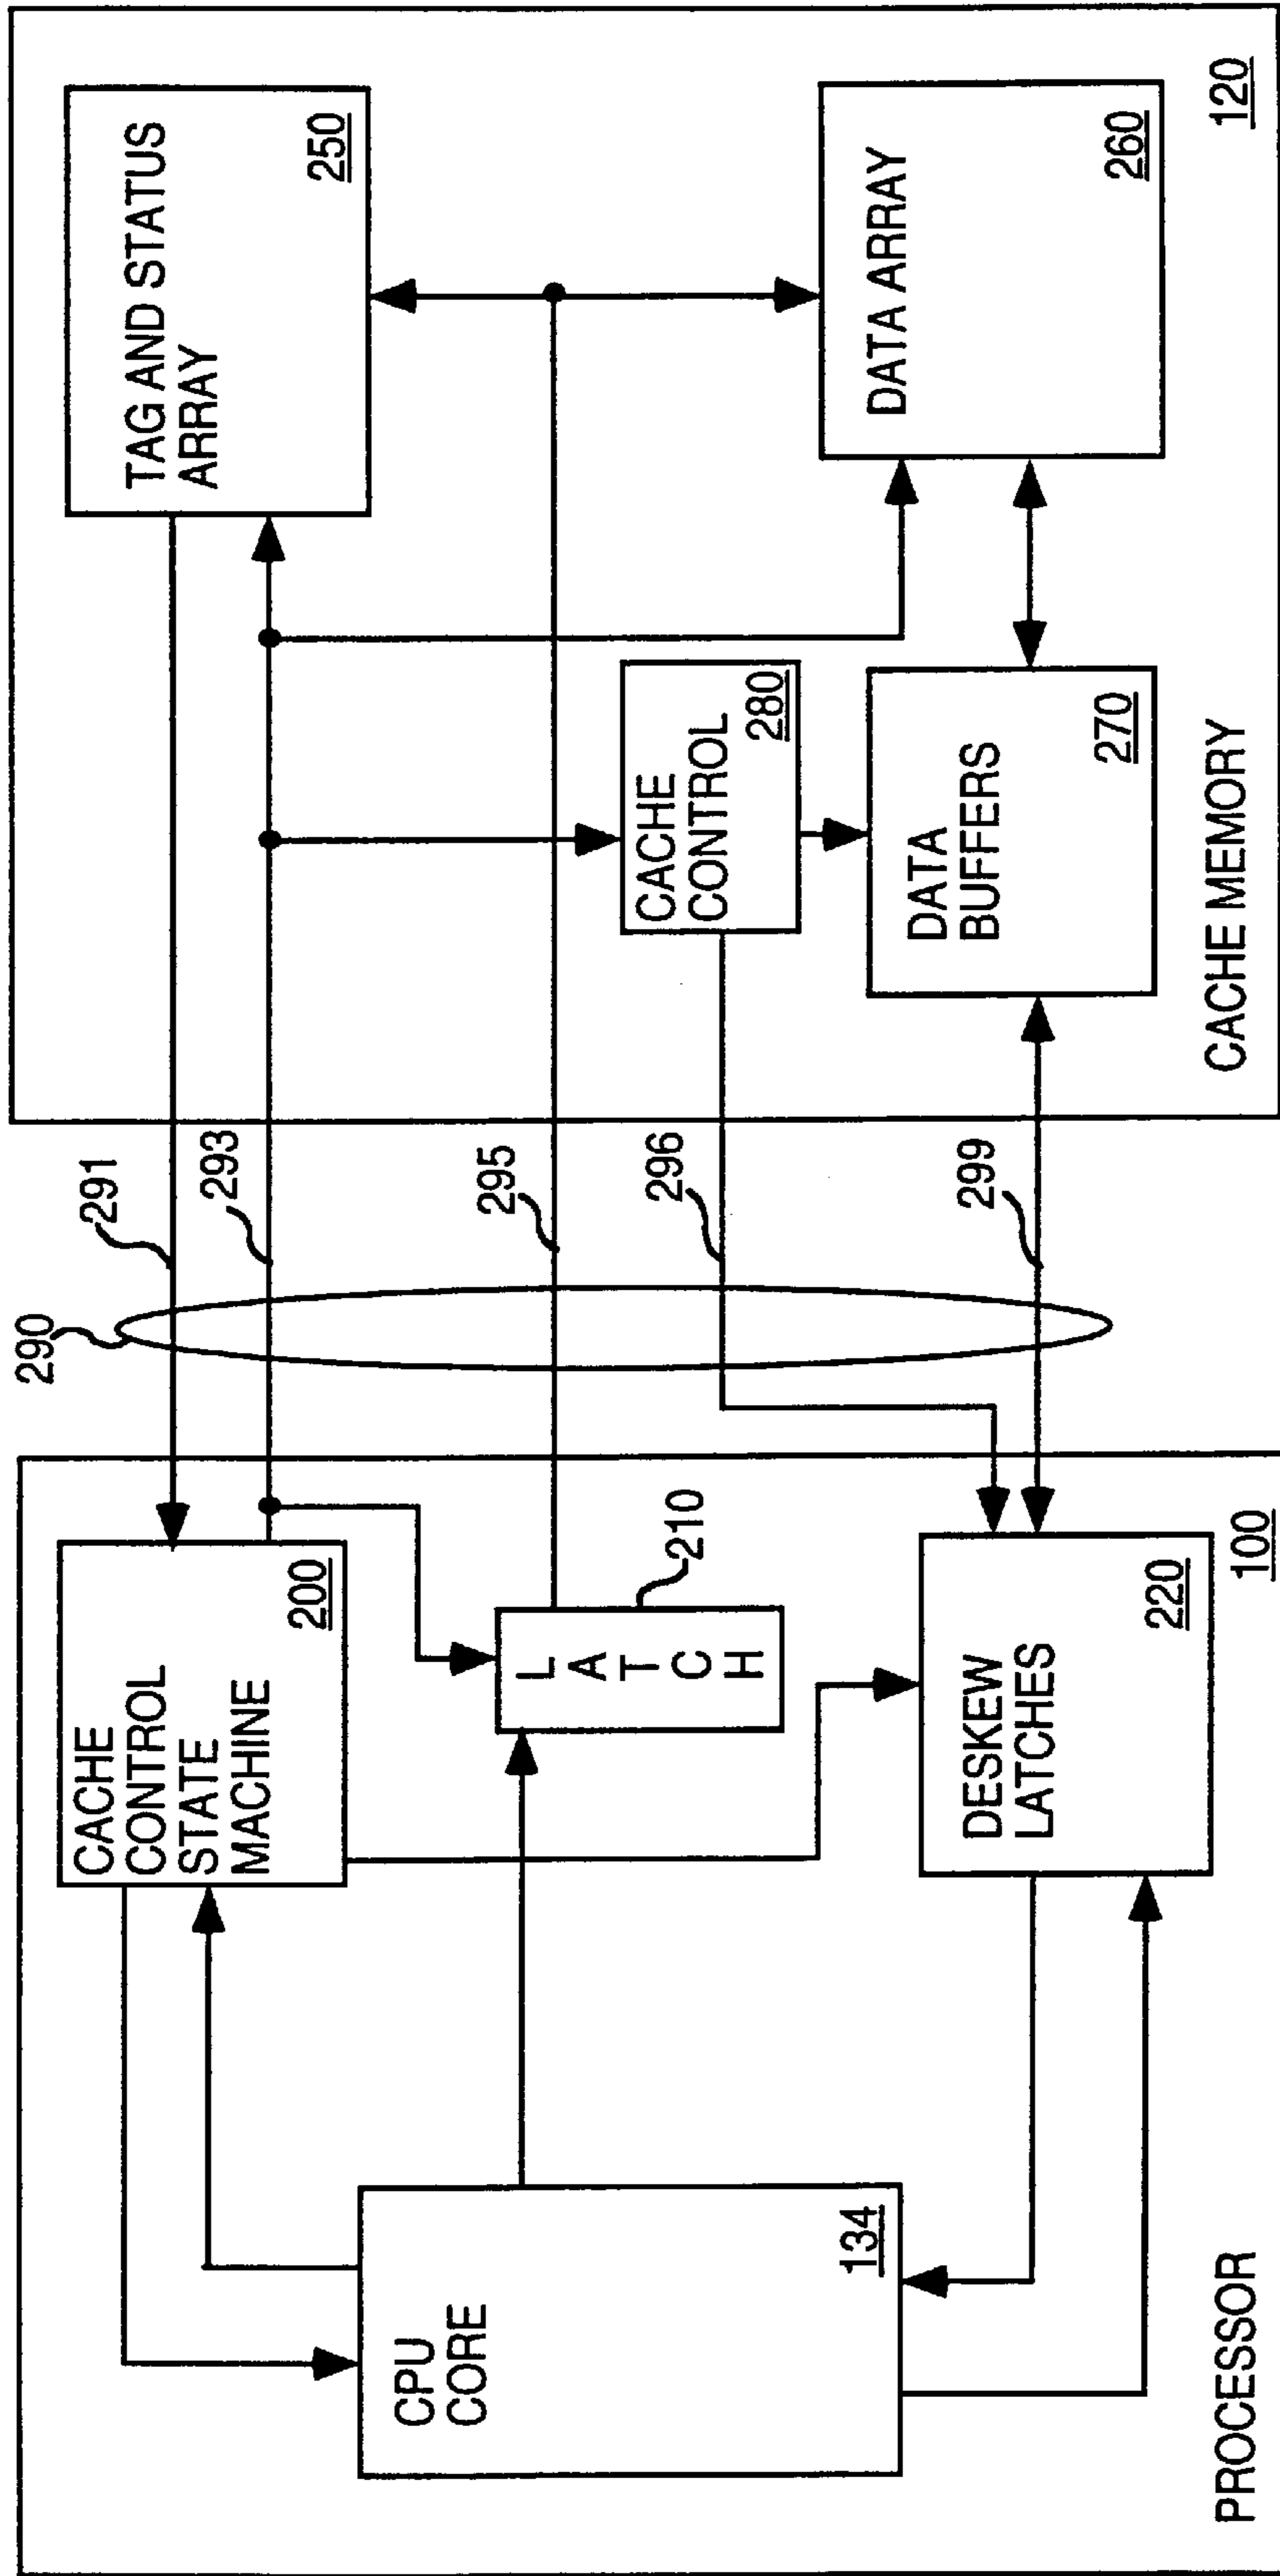 PROCESSOR
100
CPU
CORE
134
CACHE
CONTROL
STATE
MACHINE
200
L
A
T
C
H
210
DESKEW
LATCHES
220
290
291
293
295
296
299
CACHE MEMORY
120
TAG AND STATUS
ARRAY
250
CACHE
CONTROL
280
DATA
BUFFERS
270
DATA ARRAY
260